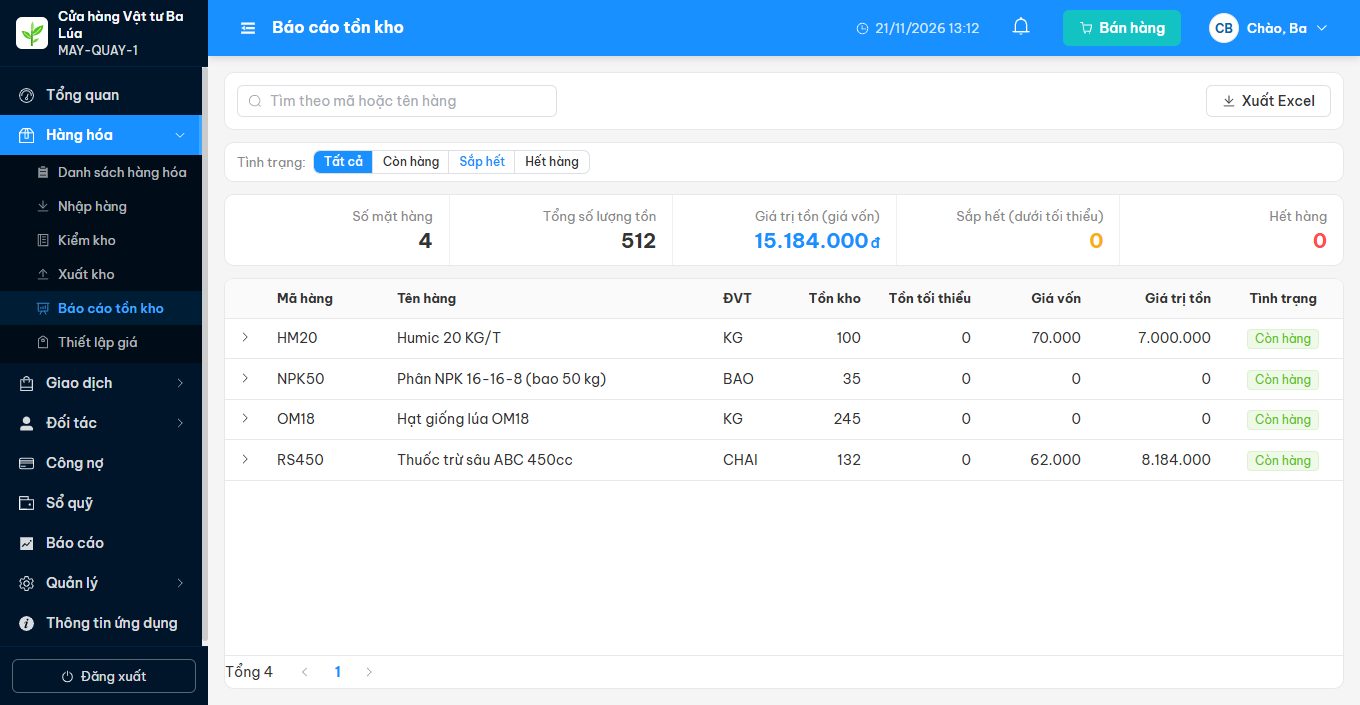 Cửa hàng Vật tư Ba
Lúa
MAY-QUAY-1
Báo cáo tồn kho
21/11/2026 13:12
Bán hàng
CB
Chào, Ba
Tổng quan
Hàng hóa
Danh sách hàng hóa
Nhập hàng
Kiểm kho
Xuất kho
Báo cáo tồn kho
Thiết lập giá
Giao dịch
Đối tác
Công nợ
Sổ quỹ
Báo cáo
Quản lý
Thông tin ứng dụng
Đăng xuất
Tìm theo mã hoặc tên hàng
Xuất Excel
Tình trạng: Tất cả Còn hàng Sắp hết Hết hàng
Số mặt hàng
4
Tổng số lượng tồn
512
Giá trị tồn (giá vốn)
15.184.000 đ
Sắp hết (dưới tối thiểu)
0
Hết hàng
0
Mã hàng Tên hàng ĐVT Tồn kho Tồn tối thiểu Giá vốn Giá trị tồn Tình trạng
HM20 Humic 20 KG/T KG 100 0 70.000 7.000.000 Còn hàng
NPK50 Phân NPK 16-16-8 (bao 50 kg) BAO 35 0 0 0 Còn hàng
OM18 Hạt giống lúa OM18 KG 245 0 0 0 Còn hàng
RS450 Thuốc trừ sâu ABC 450cc CHAI 132 0 62.000 8.184.000 Còn hàng
Tổng 4 1